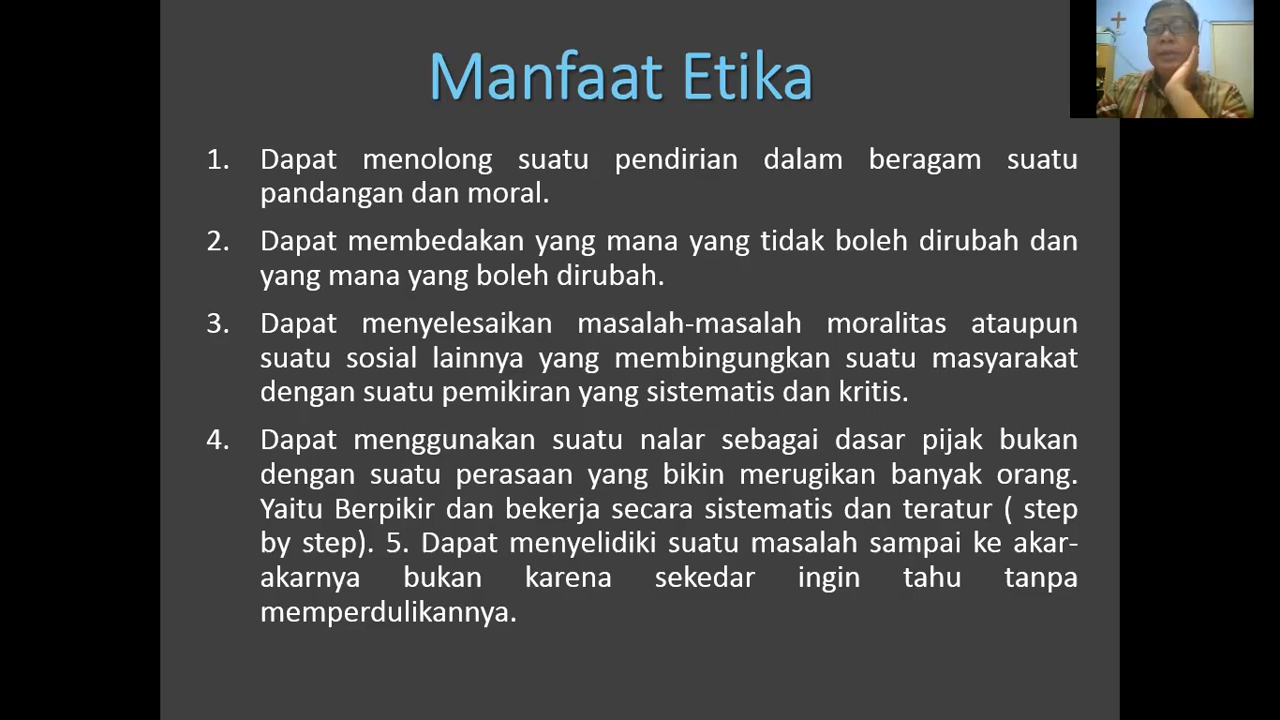 Manfaat Etika
1. Dapat menolong suatu pendirian dalam beragam suatu
pandangan dan moral.
2. Dapat membedakan yang mana yang tidak boleh dirubah dan
yang mana yang boleh dirubah.
3. Dapat menyelesaikan masalah-masalah moralitas ataupun
suatu sosial lainnya yang membingungkan suatu masyarakat
dengan suatu pemikiran yang sistematis dan kritis.
4. Dapat menggunakan suatu nalar sebagai dasar pijak bukan
dengan suatu perasaan yang bikin merugikan banyak orang.
Yaitu Berpikir dan bekerja secara sistematis dan teratur ( step
by step). 5. Dapat menyelidiki suatu masalah sampai ke akar-
akarnya bukan karena sekedar ingin tahu tanpa
memperdulikannya.